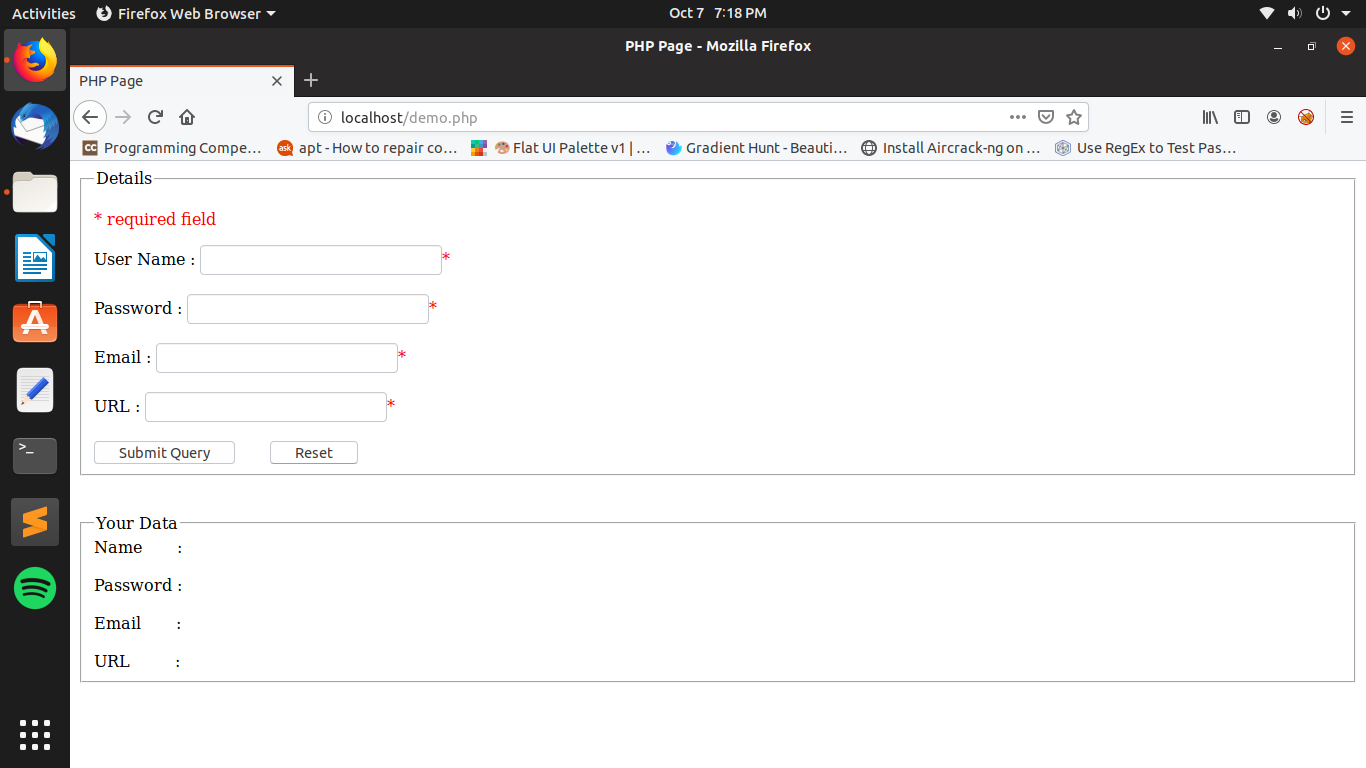 Activities Firefox Web Browser Oct 7 7:18 PM
PHP Page - Mozilla Firefox
PHP Page
localhost/demo.php
CC Programming Compe… ask apt - How to repair co… Flat UI Palette v1 | … Gradient Hunt - Beauti… Install Aircrack-ng on … Use RegEx to Test Pas…
Details
* required field
User Name : *
Password : *
Email : *
URL : *
Submit Query Reset
Your Data
Name :
Password :
Email :
URL :
>_